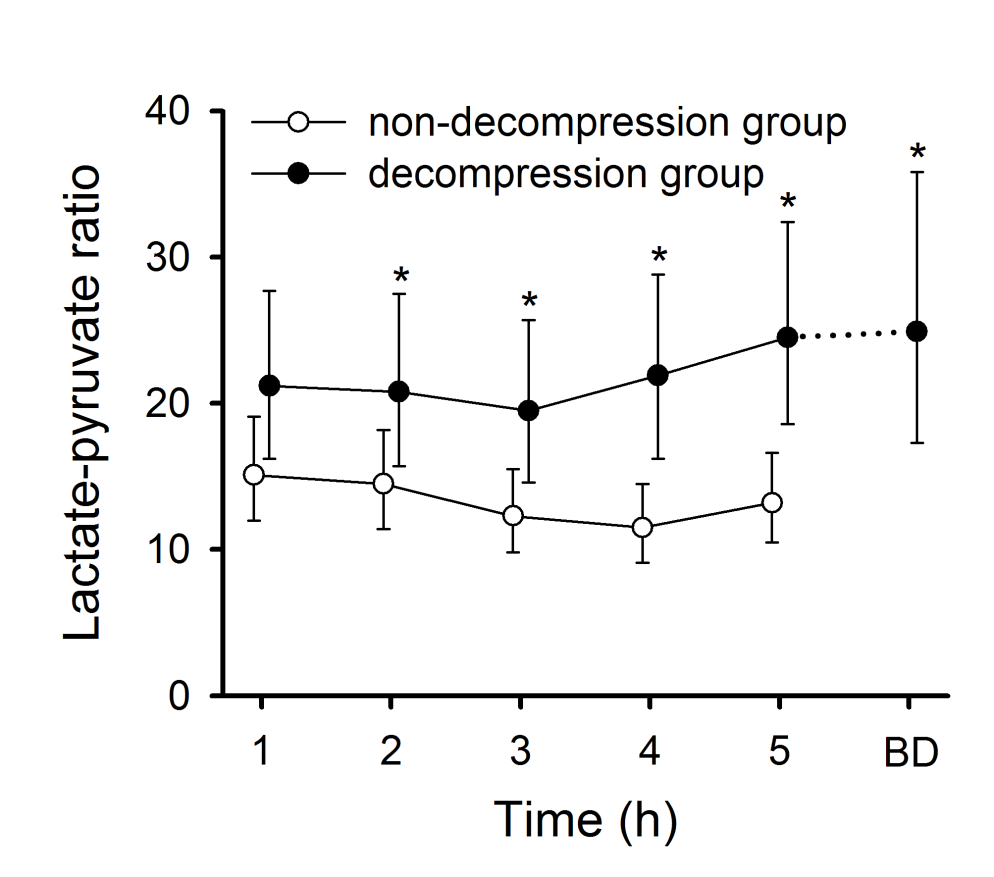 40
non-decompression group
decompression group
*
*
30
*
*
*
20
10
0
Lactate-pyruvate ratio
1 2 3 4 5 BD
Time (h)